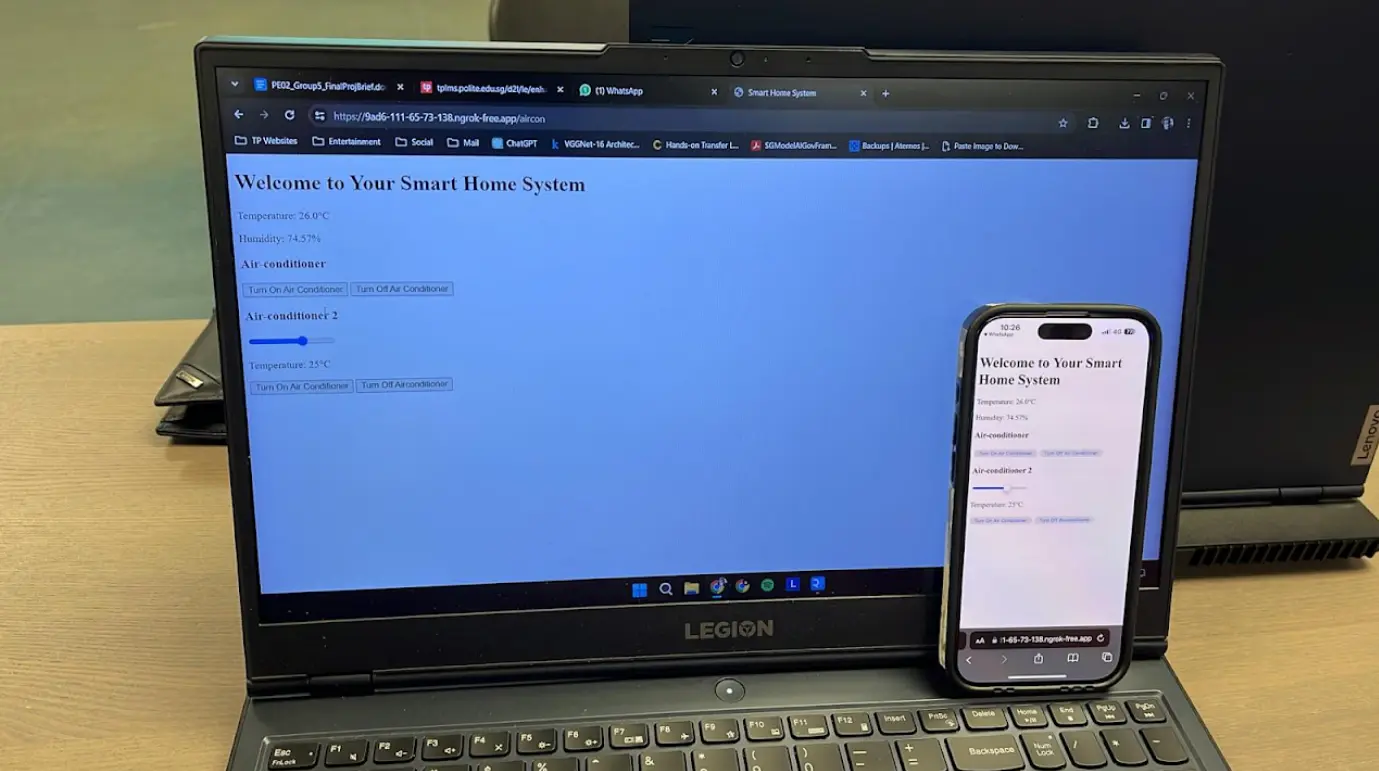 PE02_Group5_FinalProjBrief.do
tplms.polite.edu.sg/d2l/le/enh
(1) WhatsApp
Smart Home System
https://9ad6-111-65-73-138.ngrok-free.app/aircon
TP Websites
Entertainment
Social
Mail
ChatGPT
VGGNet-16 Architec...
Hands-on Transfer L...
SGModelAIGovFram...
Backups | Aternos |...
Paste Image to Dow...
Welcome to Your Smart Home System
Temperature: 26.0°C
Humidity: 74.57%
Air-conditioner
Turn On Air Conditioner Turn Off Air Conditioner
Air-conditioner 2
Temperature: 25°C
Turn On Air Conditioner Turn Off Airconditioner
LEGION
10:26
WhatsApp
4G 77
Welcome to Your Smart
Home System
Temperature: 26.0°C
Humidity: 74.57%
Air-conditioner
Turn On Air Conditioner Turn Off Air Conditioner
Air-conditioner 2
Temperature: 25°C
Turn On Air Conditioner Turn Off Airconditioner
AA 1-65-73-138.ngrok-free.app
Lenovo
Esc F1 F2 F3 F4 F5 F6 F7 F8 F9 F10 F11 F12 Insert PrtSc Delete Home End PgUp PgDn
FnLock
% ^ & * ( ) — + = Backspace Num Lock / * -